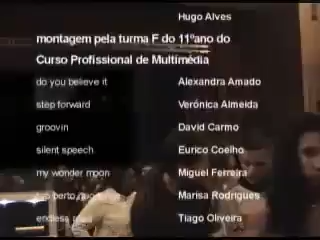 Hugo Alves
montagem pela turma F do 11ºano do
Curso Profissional de Multimédia
do you believe it Alexandra Amado
step forward Verónica Almeida
groovin David Carmo
silent speech Eurico Coelho
my wonder moon Miguel Ferreira
berto Marisa Rodrigues
endless Tiago Oliveira